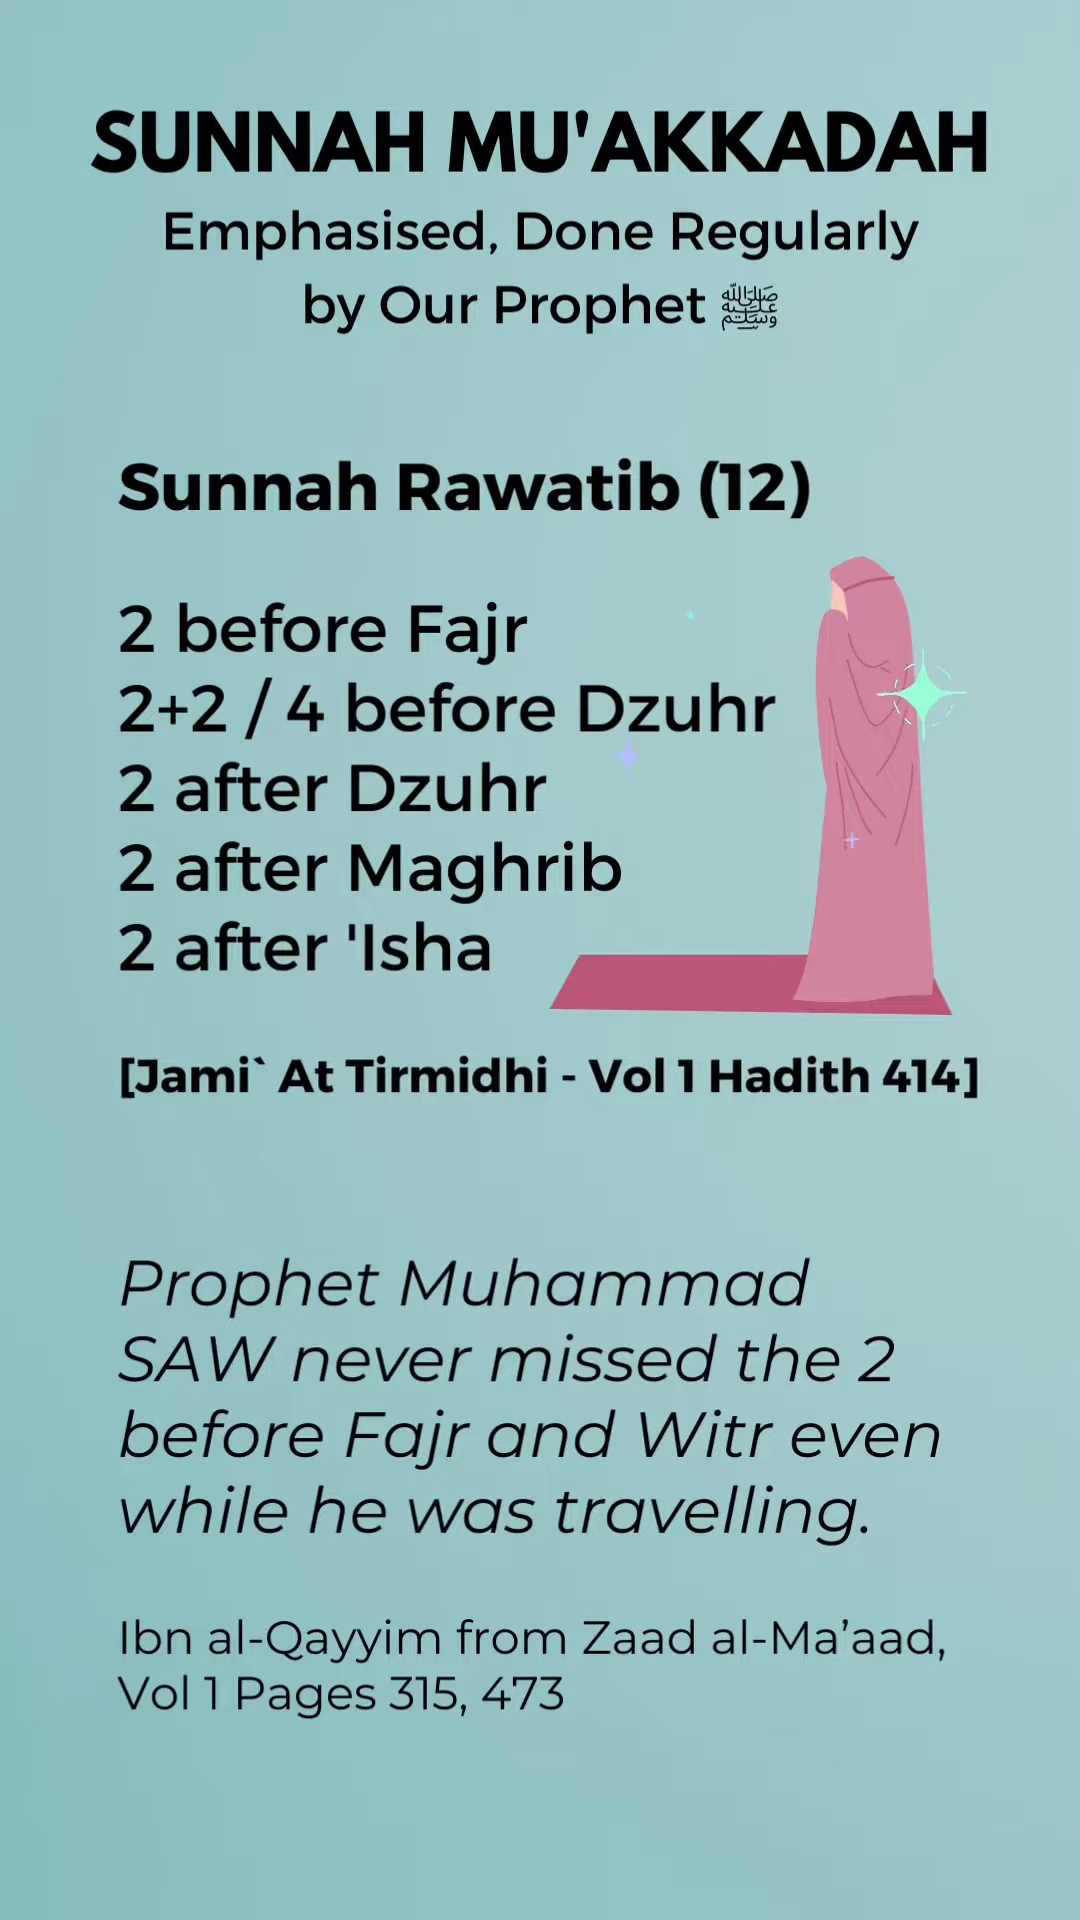 SUNNAH MU'AKKADAH
Emphasised, Done Regularly
by Our Prophet ﷺ
Sunnah Rawatib (12)
2 before Fajr
2+2 / 4 before Dzuhr
2 after Dzuhr
2 after Maghrib
2 after 'Isha
[Jami` At Tirmidhi - Vol 1 Hadith 414]
Prophet Muhammad
SAW never missed the 2
before Fajr and Witr even
while he was travelling.
Ibn al-Qayyim from Zaad al-Ma’aad,
Vol 1 Pages 315, 473